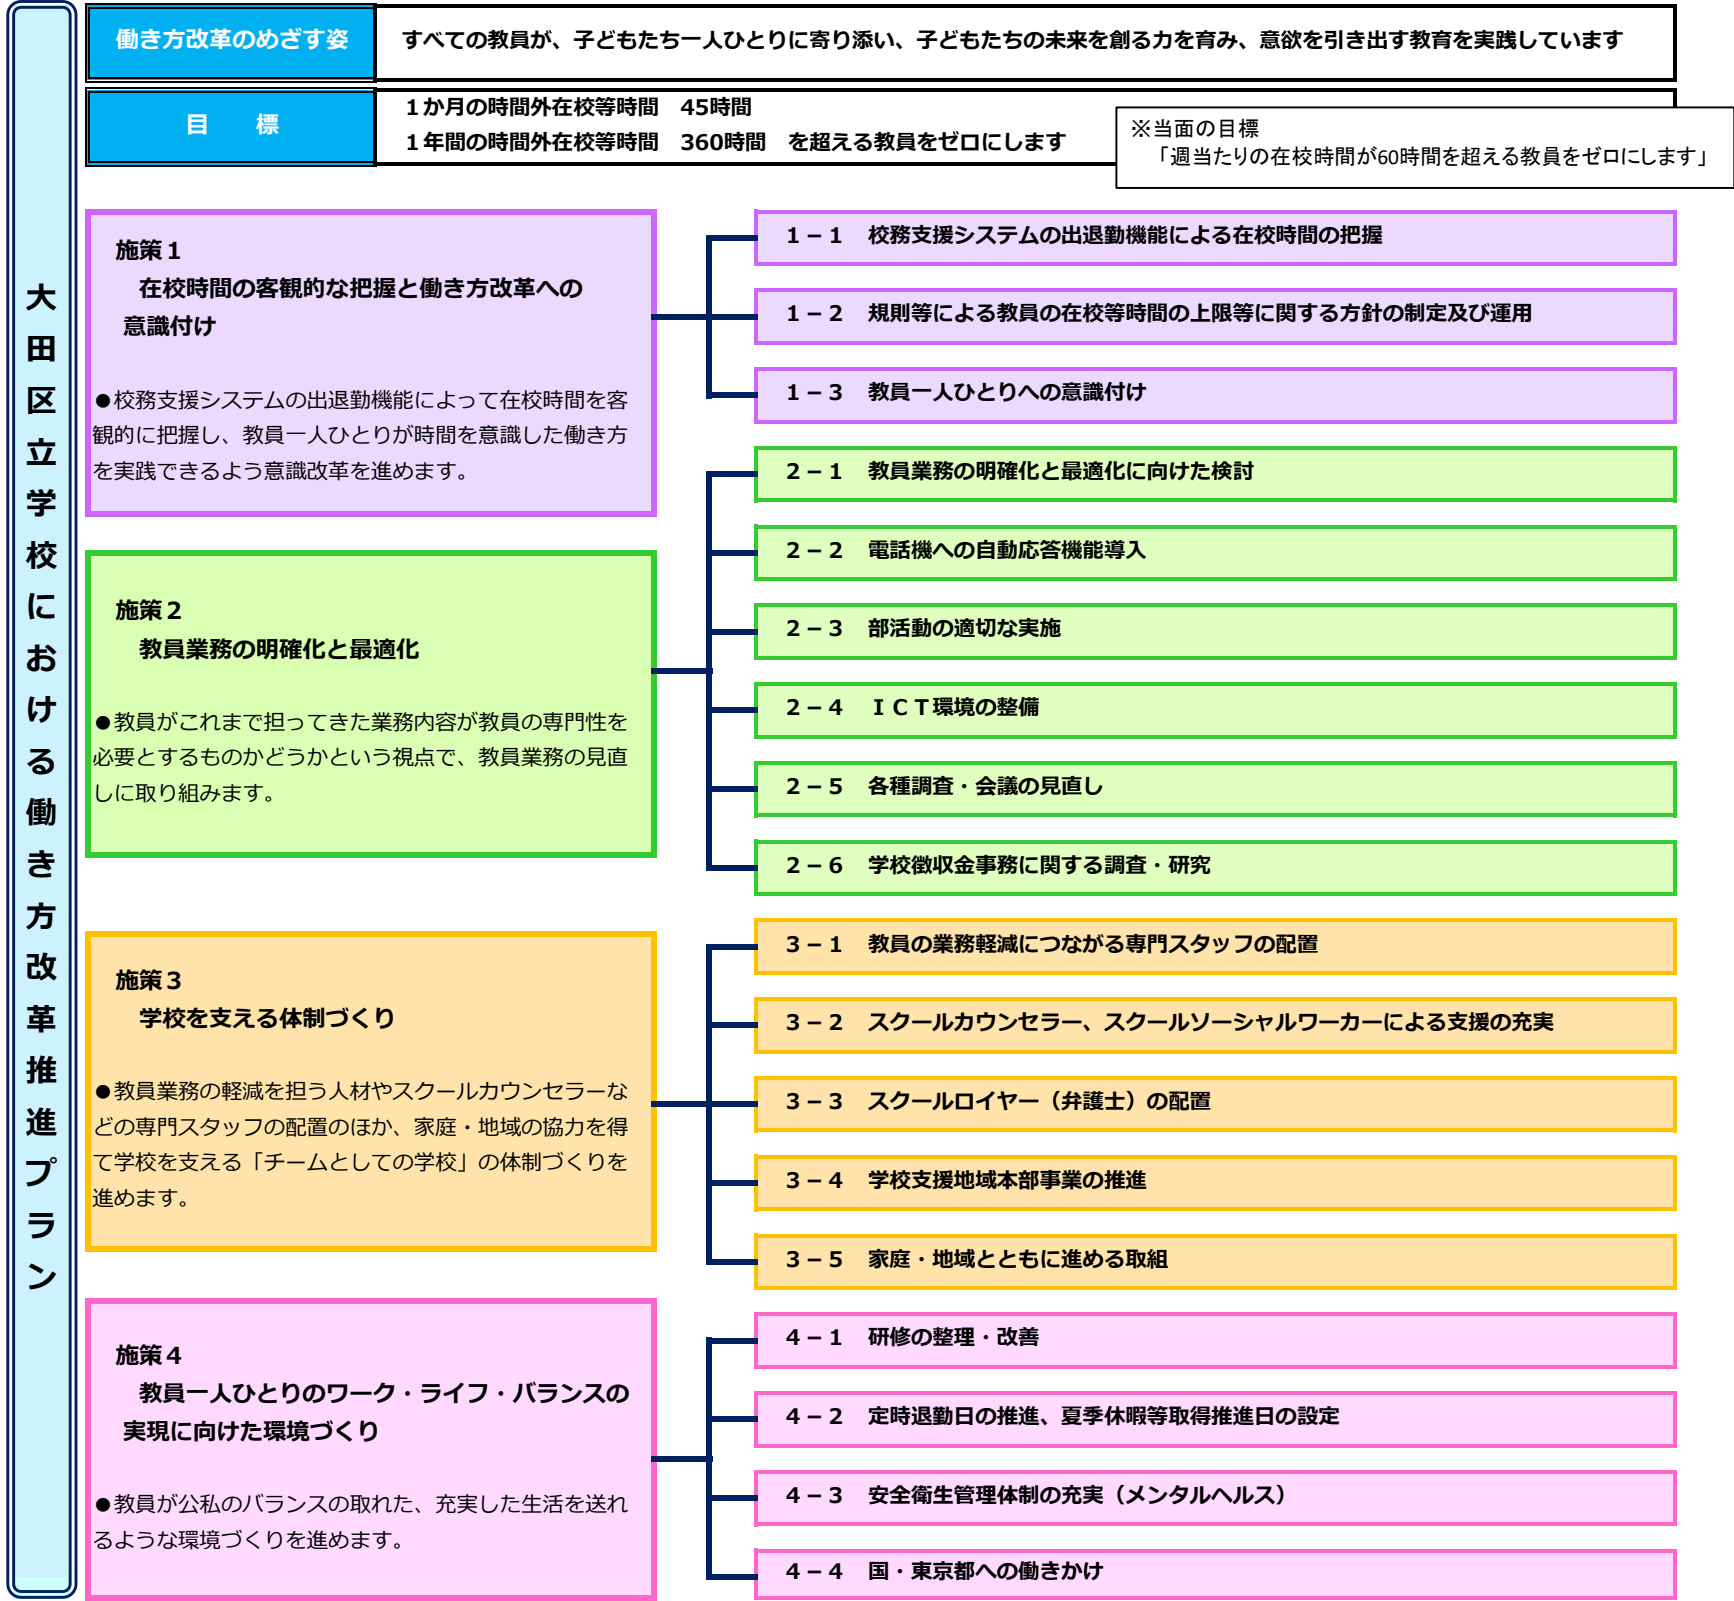 大田区立学校における働き方改革推進プラン
働き方改革のめざす姿
すべての教員が、子どもたち一人ひとりに寄り添い、子どもたちの未来を創る力を育み、意欲を引き出す教育を実践しています
目　標
１か月の時間外在校等時間　45時間
１年間の時間外在校等時間　360時間　を超える教員をゼロにします
※当面の目標
「週当たりの在校時間が60時間を超える教員をゼロにします」
施策１
在校時間の客観的な把握と働き方改革への
意識付け
●校務支援システムの出退勤機能によって在校時間を客
観的に把握し、教員一人ひとりが時間を意識した働き方
を実践できるよう意識改革を進めます。
１－１　校務支援システムの出退勤機能による在校時間の把握
１－２　規則等による教員の在校等時間の上限等に関する方針の制定及び運用
１－３　教員一人ひとりへの意識付け
施策２
教員業務の明確化と最適化
●教員がこれまで担ってきた業務内容が教員の専門性を
必要とするものかどうかという視点で、教員業務の見直
しに取り組みます。
２－１　教員業務の明確化と最適化に向けた検討
２－２　電話機への自動応答機能導入
２－３　部活動の適切な実施
２－４　ＩＣＴ環境の整備
２－５　各種調査・会議の見直し
２－６　学校徴収金事務に関する調査・研究
施策３
学校を支える体制づくり
●教員業務の軽減を担う人材やスクールカウンセラーな
どの専門スタッフの配置のほか、家庭・地域の協力を得
て学校を支える「チームとしての学校」の体制づくりを
進めます。
３－１　教員の業務軽減につながる専門スタッフの配置
３－２　スクールカウンセラー、スクールソーシャルワーカーによる支援の充実
３－３　スクールロイヤー（弁護士）の配置
３－４　学校支援地域本部事業の推進
３－５　家庭・地域とともに進める取組
施策４
教員一人ひとりのワーク・ライフ・バランスの
実現に向けた環境づくり
●教員が公私のバランスの取れた、充実した生活を送れ
るような環境づくりを進めます。
４－１　研修の整理・改善
４－２　定時退勤日の推進、夏季休暇等取得推進日の設定
４－３　安全衛生管理体制の充実（メンタルヘルス）
４－４　国・東京都への働きかけ